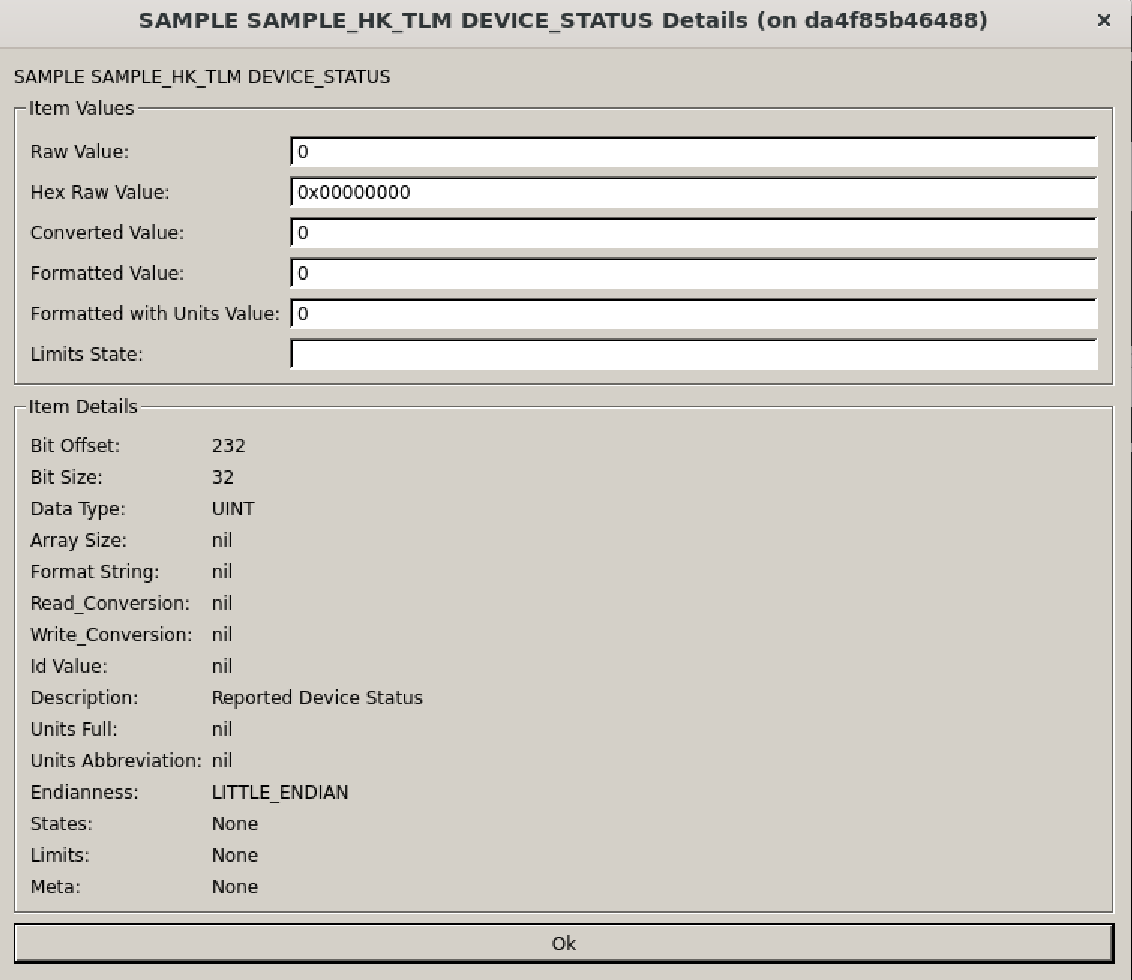 SAMPLE SAMPLE_HK_TLM DEVICE_STATUS Details (on da4f85b46488) ×
SAMPLE SAMPLE_HK_TLM DEVICE_STATUS
Item Values
Raw Value: 0
Hex Raw Value: 0x00000000
Converted Value: 0
Formatted Value: 0
Formatted with Units Value: 0
Limits State:
Item Details
Bit Offset: 232
Bit Size: 32
Data Type: UINT
Array Size: nil
Format String: nil
Read_Conversion: nil
Write_Conversion: nil
Id Value: nil
Description: Reported Device Status
Units Full: nil
Units Abbreviation: nil
Endianness: LITTLE_ENDIAN
States: None
Limits: None
Meta: None
Ok